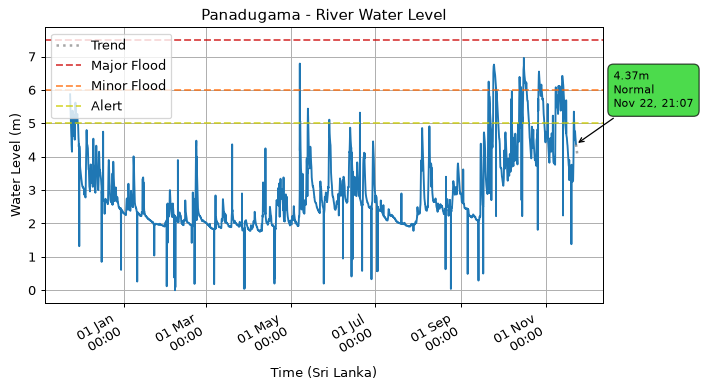 Panadugama - River Water Level
Trend
Major Flood
Minor Flood
Alert
4.37m
Normal
Nov 22, 21:07
Water Level (m)
7
6
5
4
3
2
1
0
01 Jan
00:00
01 Mar
00:00
01 May
00:00
01 Jul
00:00
01 Sep
00:00
01 Nov
00:00
Time (Sri Lanka)